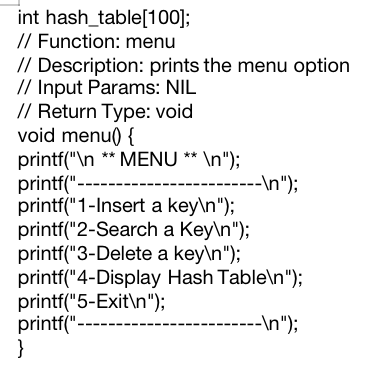 int hash_table[100];
// Function: menu
// Description: prints the menu option
// Input Params: NIL
// Return Type: void
void menu() {
printf("\n ** MENU ** \n");
printf("------------------------\n");
printf("1-Insert a key\n");
printf("2-Search a Key\n");
printf("3-Delete a key\n");
printf("4-Display Hash Table\n");
printf("5-Exit\n");
printf("------------------------\n");
}